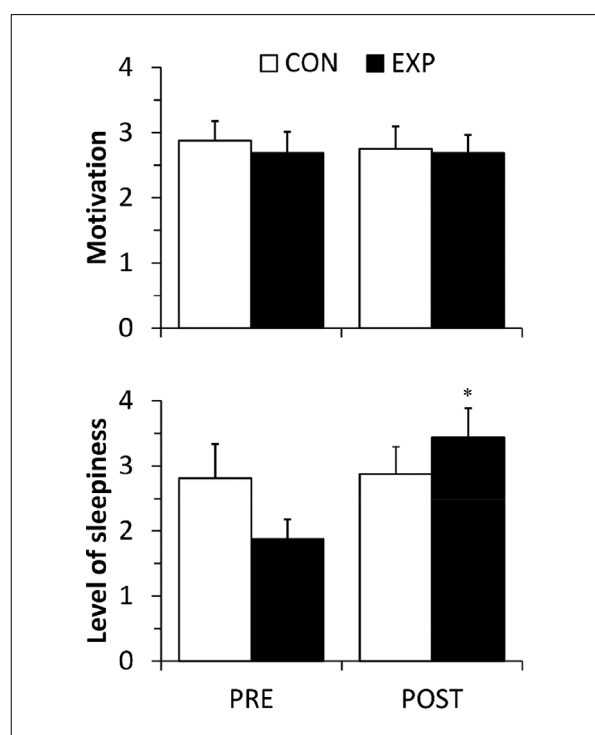 CON EXP
Motivation
4
3
2
1
0
Level of sleepiness
4
3
2
1
0
*
PRE POST